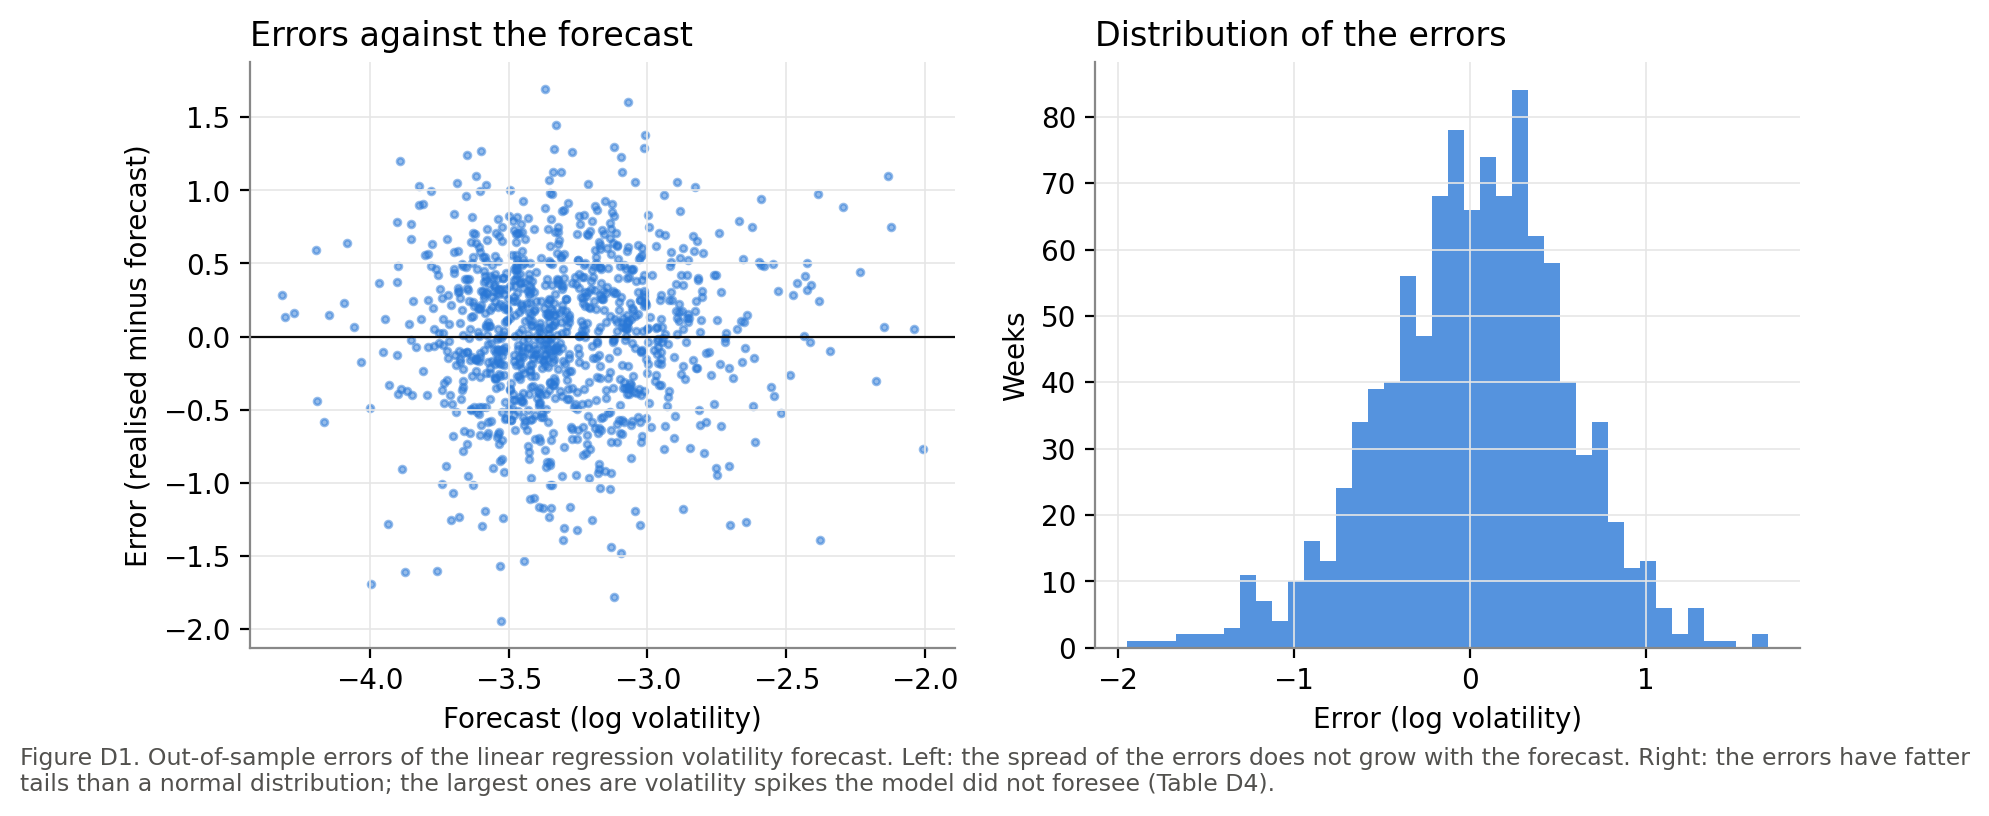 Errors against the forecast
Error (realised minus forecast)
1.5
1.0
0.5
0.0
−0.5
−1.0
−1.5
−2.0
−4.0 −3.5 −3.0 −2.5 −2.0
Forecast (log volatility)
Distribution of the errors
Weeks
80
70
60
50
40
30
20
10
0
−2 −1 0 1
Error (log volatility)
Figure D1. Out-of-sample errors of the linear regression volatility forecast. Left: the spread of the errors does not grow with the forecast. Right: the errors have fatter
tails than a normal distribution; the largest ones are volatility spikes the model did not foresee (Table D4).